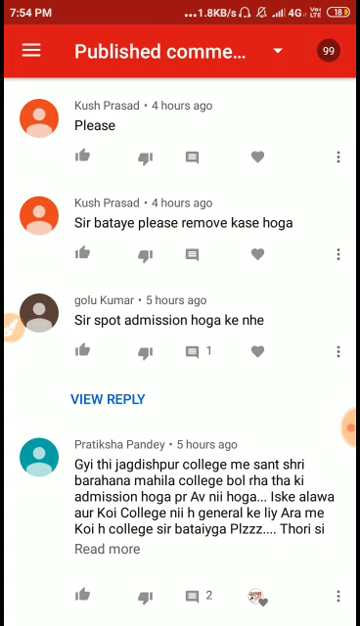 7:54 PM ...1.8KB/s 4G VoLTE 18
Published comme... 99
Kush Prasad • 4 hours ago
Please
Kush Prasad • 4 hours ago
Sir bataye please remove kase hoga
golu Kumar • 5 hours ago
Sir spot admission hoga ke nhe
1
VIEW REPLY
Pratiksha Pandey • 5 hours ago
Gyi thi jagdishpur college me sant shri
barahana mahila college bol rha tha ki
admission hoga pr Av nii hoga... Iske alawa
aur Koi College nii h general ke liy Ara me
Koi h college sir bataiyga Plzzz.... Thori si
Read more
2